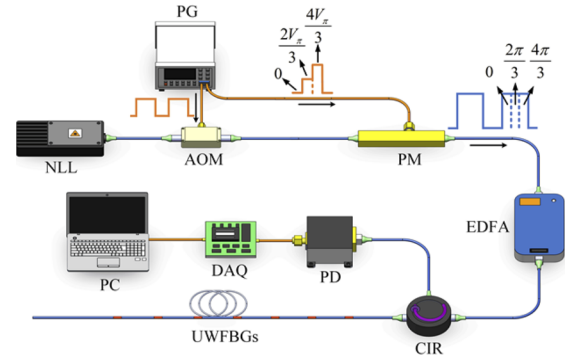 PG
0
2Vπ/3
4Vπ/3
0
2π/3
4π/3
NLL
AOM
PM
EDFA
PC
DAQ
PD
UWFBGs
CIR